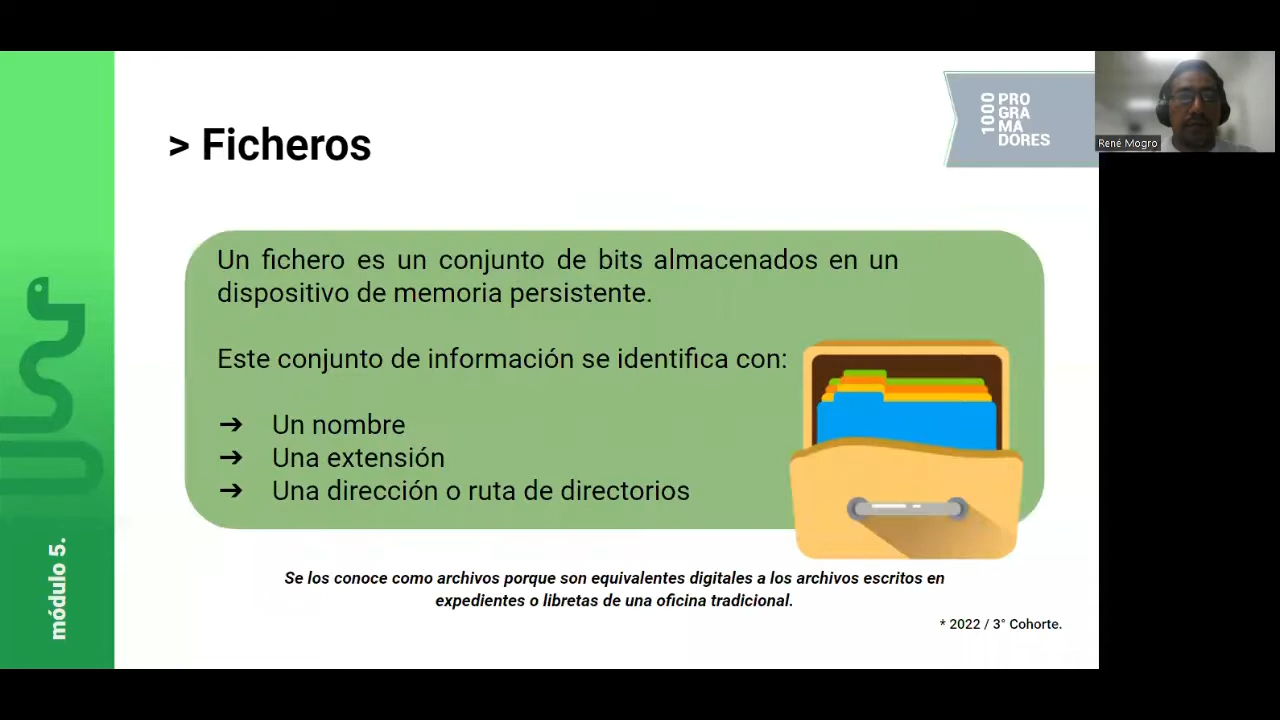 > Ficheros
1000
PRO
GRA
MA
DORES
René Mogro
Un fichero es un conjunto de bits almacenados en un
dispositivo de memoria persistente.
Este conjunto de información se identifica con:
➔ Un nombre
➔ Una extensión
➔ Una dirección o ruta de directorios
Se los conoce como archivos porque son equivalentes digitales a los archivos escritos en
expedientes o libretas de una oficina tradicional.
* 2022 / 3° Cohorte.
módulo 5.